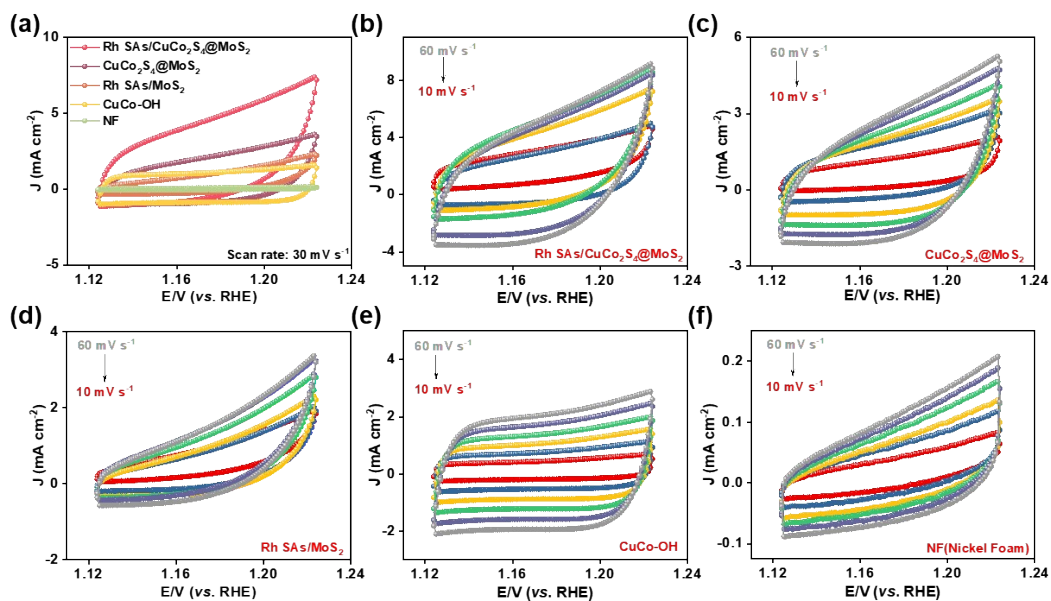 (a)
10
5
0
-5
J (mA cm⁻²)
Rh SAs/CuCo₂S₄@MoS₂
CuCo₂S₄@MoS₂
Rh SAs/MoS₂
CuCo-OH
NF
Scan rate: 30 mV s⁻¹
1.12 1.16 1.20 1.24
E/V (vs. RHE)
(b)
8
4
0
-4
J (mA cm⁻²)
60 mV s⁻¹
10 mV s⁻¹
Rh SAs/CuCo₂S₄@MoS₂
1.12 1.16 1.20 1.24
E/V (vs. RHE)
(c)
6
3
0
-3
J (mA cm⁻²)
60 mV s⁻¹
10 mV s⁻¹
CuCo₂S₄@MoS₂
1.12 1.16 1.20 1.24
E/V (vs. RHE)
(d)
4
2
0
-2
J (mA cm⁻²)
60 mV s⁻¹
10 mV s⁻¹
Rh SAs/MoS₂
1.12 1.16 1.20 1.24
E/V (vs. RHE)
(e)
4
2
0
-2
J (mA cm⁻²)
60 mV s⁻¹
10 mV s⁻¹
CuCo-OH
1.12 1.16 1.20 1.24
E/V (vs. RHE)
(f)
0.2
0.1
0.0
-0.1
J (mA cm⁻²)
60 mV s⁻¹
10 mV s⁻¹
NF(Nickel Foam)
1.12 1.16 1.20 1.24
E/V (vs. RHE)